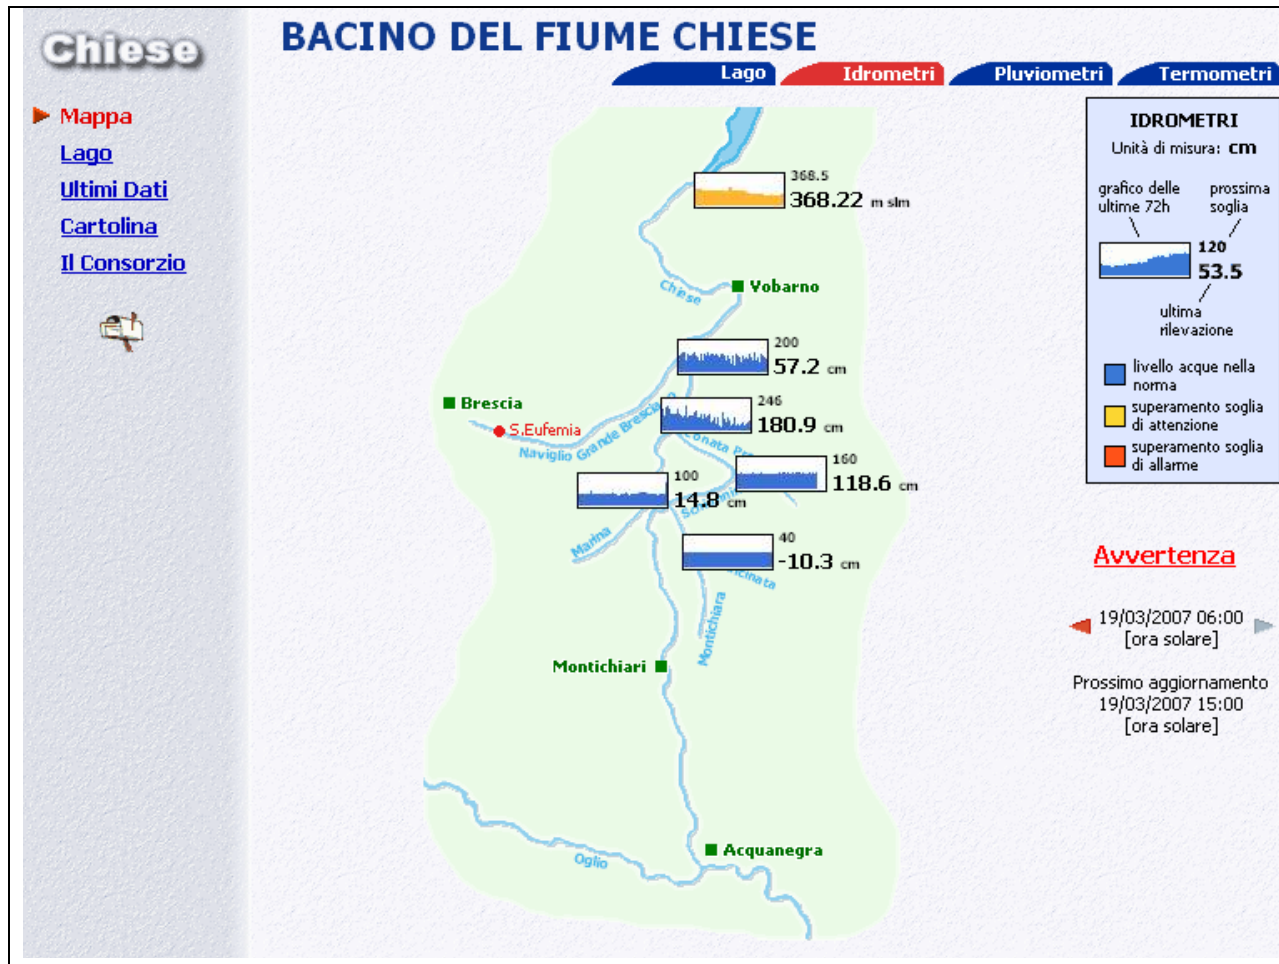 Chiese
BACINO DEL FIUME CHIESE
Lago
Idrometri
Pluviometri
Termometri
Mappa
Lago
Ultimi Dati
Cartolina
Il Consorzio
368.5
368.22 m slm
Chiese
Vobarno
200
57.2 cm
Brescia
S.Eufemia
Naviglio Grande Bresciano
246
180.9 cm
160
118.6 cm
100
14.8 cm
Marina
40
-10.3 cm
Montichiara
Montichiari
Acquanegra
Oglio
IDROMETRI
Unità di misura: cm
grafico delle
ultime 72h
prossima
soglia
120
53.5
ultima
rilevazione
livello acque nella
norma
superamento soglia
di attenzione
superamento soglia
di allarme
Avvertenza
19/03/2007 06:00
[ora solare]
Prossimo aggiornamento
19/03/2007 15:00
[ora solare]